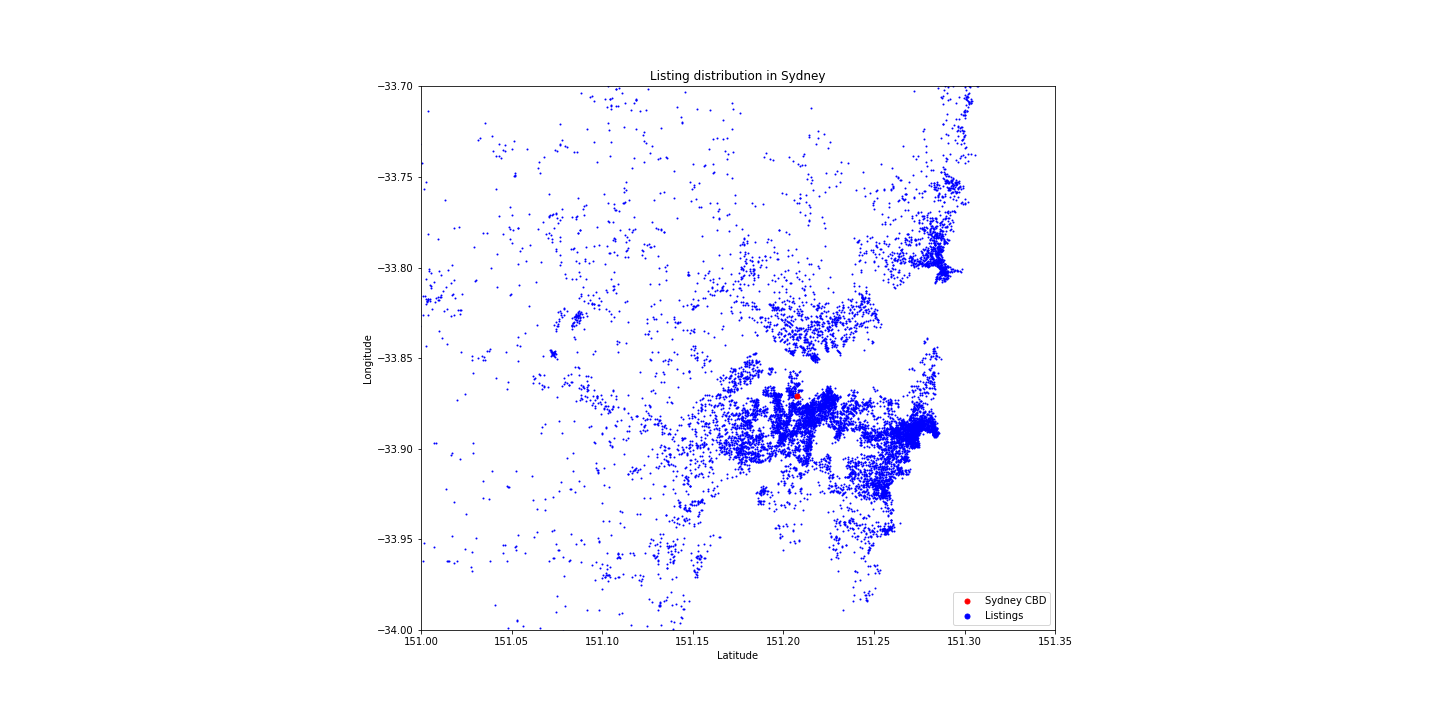 Listing distribution in Sydney
−33.70
−33.75
−33.80
−33.85
−33.90
−33.95
−34.00
Longitude
151.00 151.05 151.10 151.15 151.20 151.25 151.30 151.35
Latitude
Sydney CBD
Listings